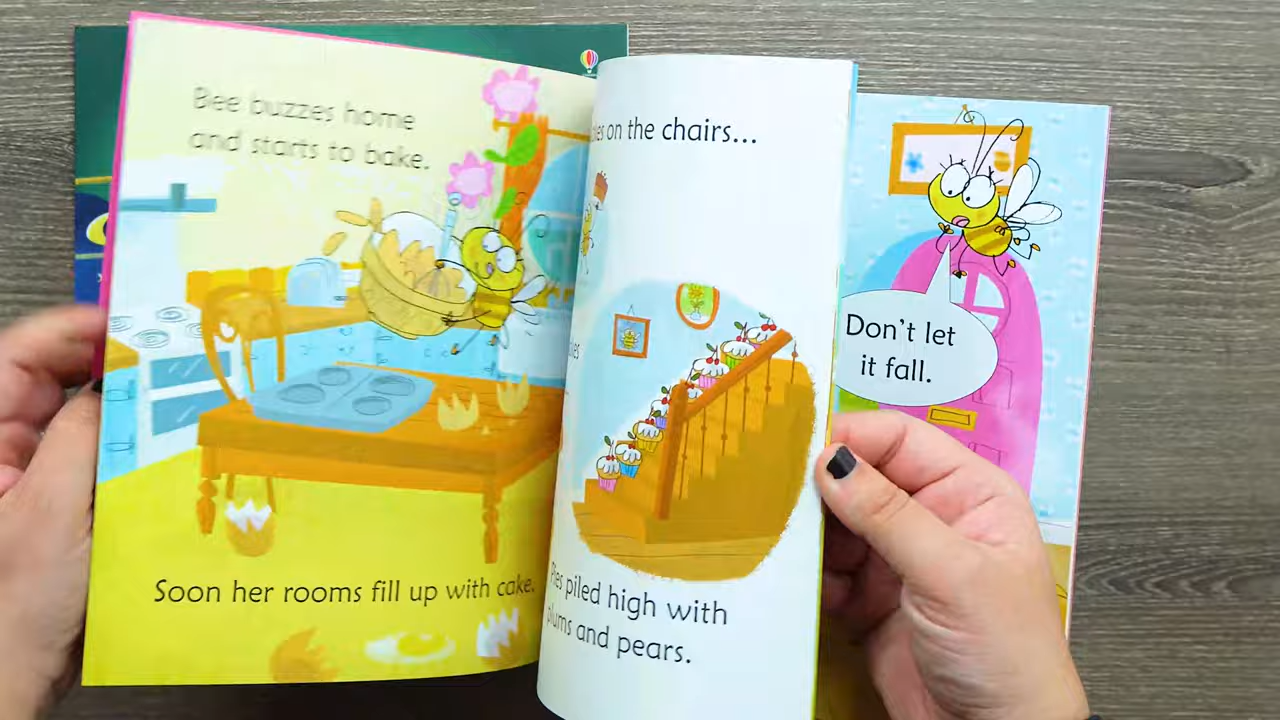 Bee buzzes home
and starts to bake.
Soon her rooms fill up with cake.
on the chairs...
Pies piled high with
plums and pears.
Don't let
it fall.